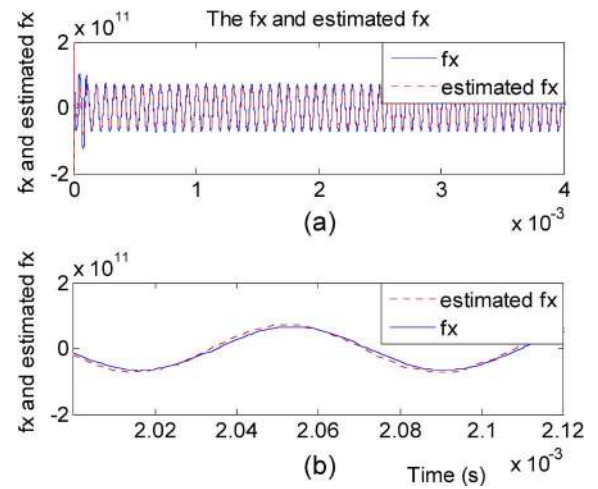 The fx and estimated fx
x 10^11
fx and estimated fx
2
0
-2
fx
estimated fx
0 1 2 3 4
(a)
x 10^-3
x 10^11
fx and estimated fx
2
0
-2
estimated fx
fx
2.02 2.04 2.06 2.08 2.1 2.12
(b)
Time (s)
x 10^-3